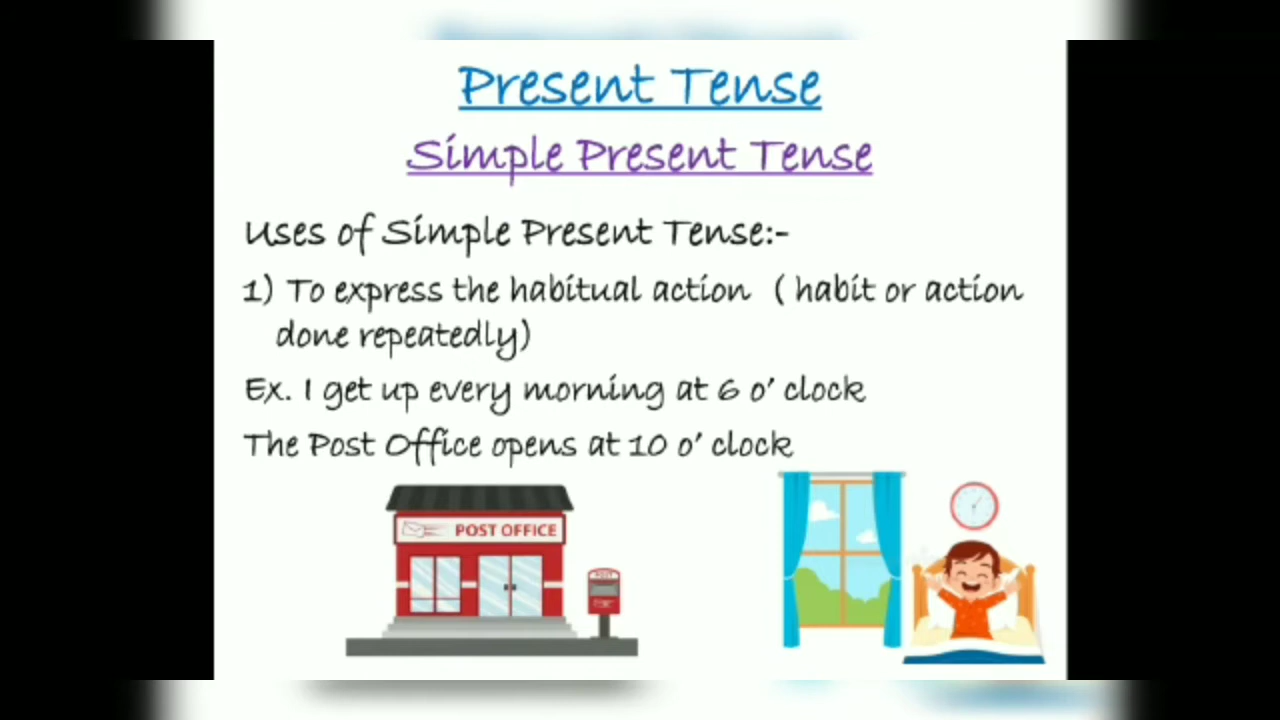 Present Tense
Simple Present Tense
Uses of Simple Present Tense:-
1) To express the habitual action ( habit or action
done repeatedly)
Ex. I get up every morning at 6 o' clock
The Post Office opens at 10 o' clock
POST OFFICE
POST